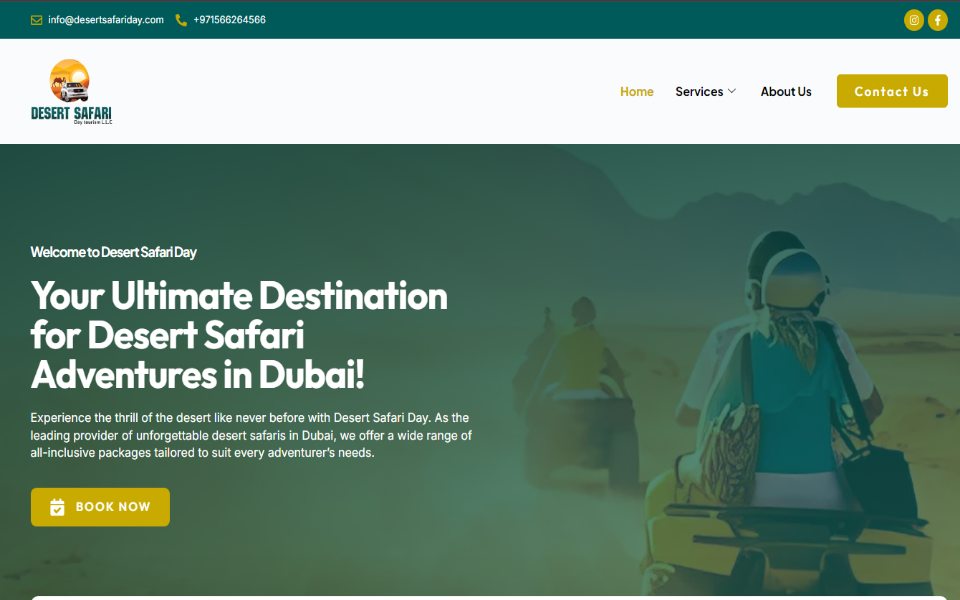 info@desertsafariday.com +971566264566
DESERT SAFARI
Day tourism L.L.C
Home Services About Us Contact Us
Welcome to Desert Safari Day
Your Ultimate Destination
for Desert Safari
Adventures in Dubai!
Experience the thrill of the desert like never before with Desert Safari Day. As the
leading provider of unforgettable desert safaris in Dubai, we offer a wide range of
all-inclusive packages tailored to suit every adventurer's needs.
BOOK NOW